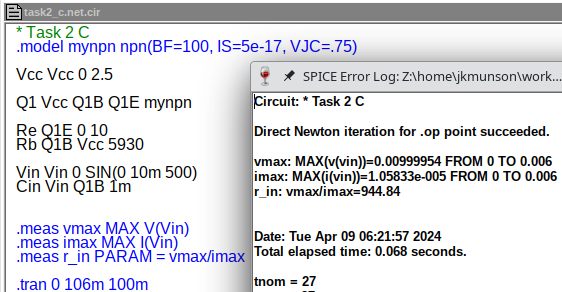 task2_c.net.cir
* Task 2 C
.model mynpn npn(BF=100, IS=5e-17, VJC=.75)
Vcc Vcc 0 2.5
Q1 Vcc Q1B Q1E mynpn
Re Q1E 0 10
Rb Q1B Vcc 5930
Vin Vin 0 SIN(0 10m 500)
Cin Vin Q1B 1m
.meas vmax MAX V(Vin)
.meas imax MAX I(Vin)
.meas r_in PARAM = vmax/imax
.tran 0 106m 100m
SPICE Error Log: Z:\home\jkmunson\work...
Circuit: * Task 2 C
Direct Newton iteration for .op point succeeded.
vmax: MAX(v(vin))=0.00999954 FROM 0 TO 0.006
imax: MAX(i(vin))=1.05833e-005 FROM 0 TO 0.006
r_in: vmax/imax=944.84
Date: Tue Apr 09 06:21:57 2024
Total elapsed time: 0.068 seconds.
tnom = 27